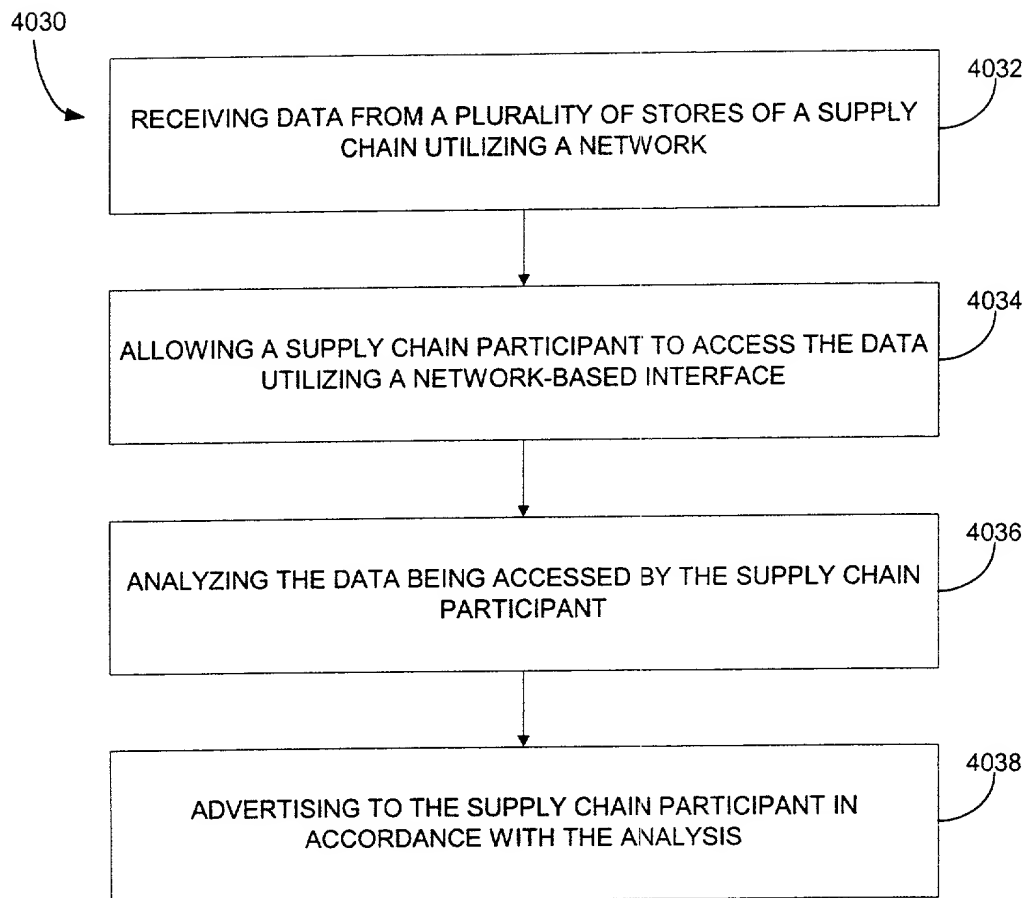 4030
4032
RECEIVING DATA FROM A PLURALITY OF STORES OF A SUPPLY
CHAIN UTILIZING A NETWORK
4034
ALLOWING A SUPPLY CHAIN PARTICIPANT TO ACCESS THE DATA
UTILIZING A NETWORK-BASED INTERFACE
4036
ANALYZING THE DATA BEING ACCESSED BY THE SUPPLY CHAIN
PARTICIPANT
4038
ADVERTISING TO THE SUPPLY CHAIN PARTICIPANT IN
ACCORDANCE WITH THE ANALYSIS